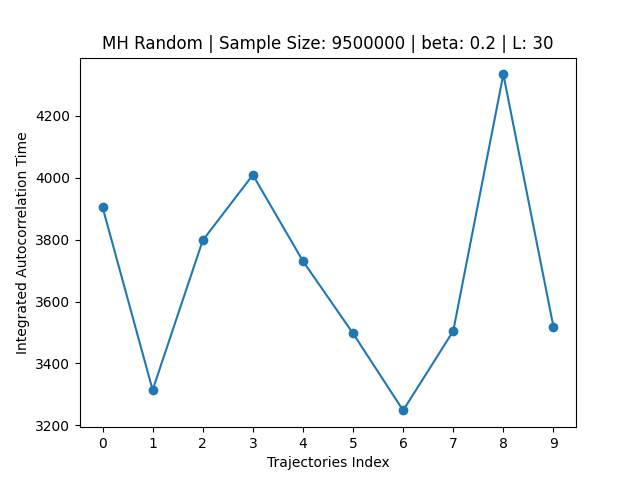 MH Random | Sample Size: 9500000 | beta: 0.2 | L: 30
Integrated Autocorrelation Time
4200
4000
3800
3600
3400
3200
0 1 2 3 4 5 6 7 8 9
Trajectories Index